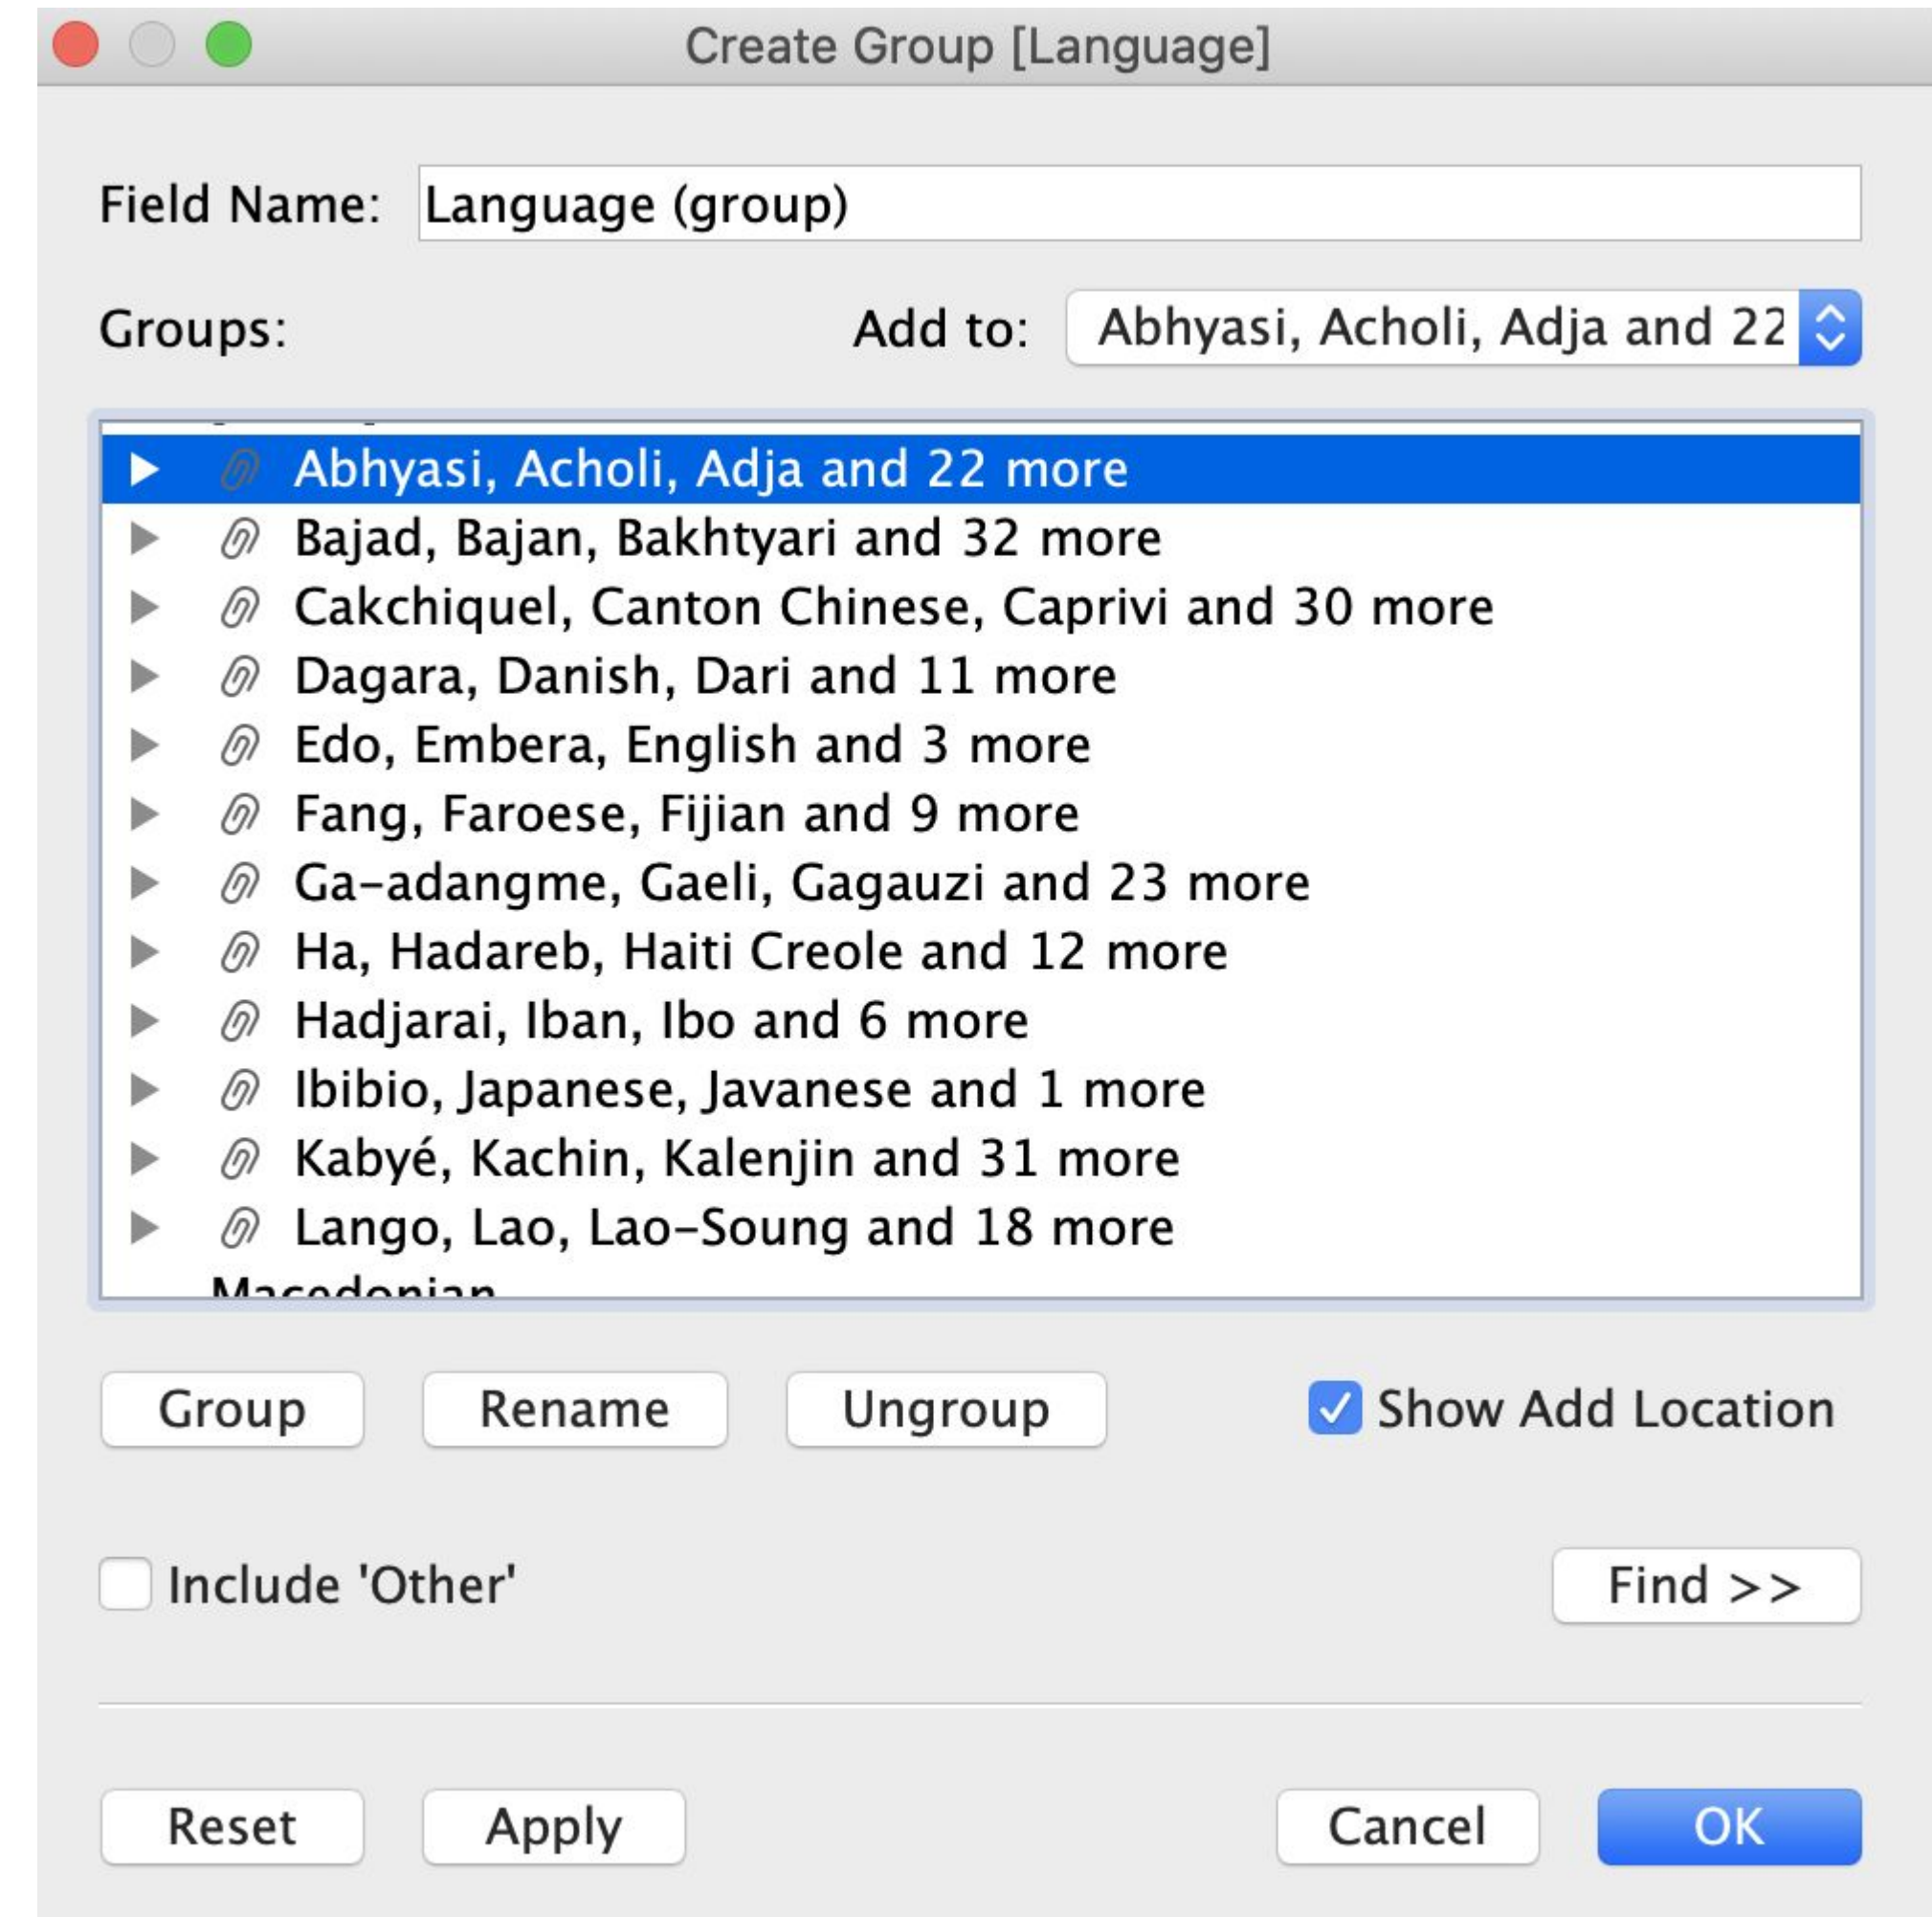 Create Group [Language]
Field Name: Language (group)
Groups: Add to: Abhyasi, Acholi, Adja and 22
Abhyasi, Acholi, Adja and 22 more
Bajad, Bajan, Bakhtyari and 32 more
Cakchiquel, Canton Chinese, Caprivi and 30 more
Dagara, Danish, Dari and 11 more
Edo, Embera, English and 3 more
Fang, Faroese, Fijian and 9 more
Ga-adangme, Gaeli, Gagauzi and 23 more
Ha, Hadareb, Haiti Creole and 12 more
Hadjarai, Iban, Ibo and 6 more
Ibibio, Japanese, Javanese and 1 more
Kabyé, Kachin, Kalenjin and 31 more
Lango, Lao, Lao-Soung and 18 more
Macedonian
Group Rename Ungroup Show Add Location
Include 'Other' Find >>
Reset Apply Cancel OK